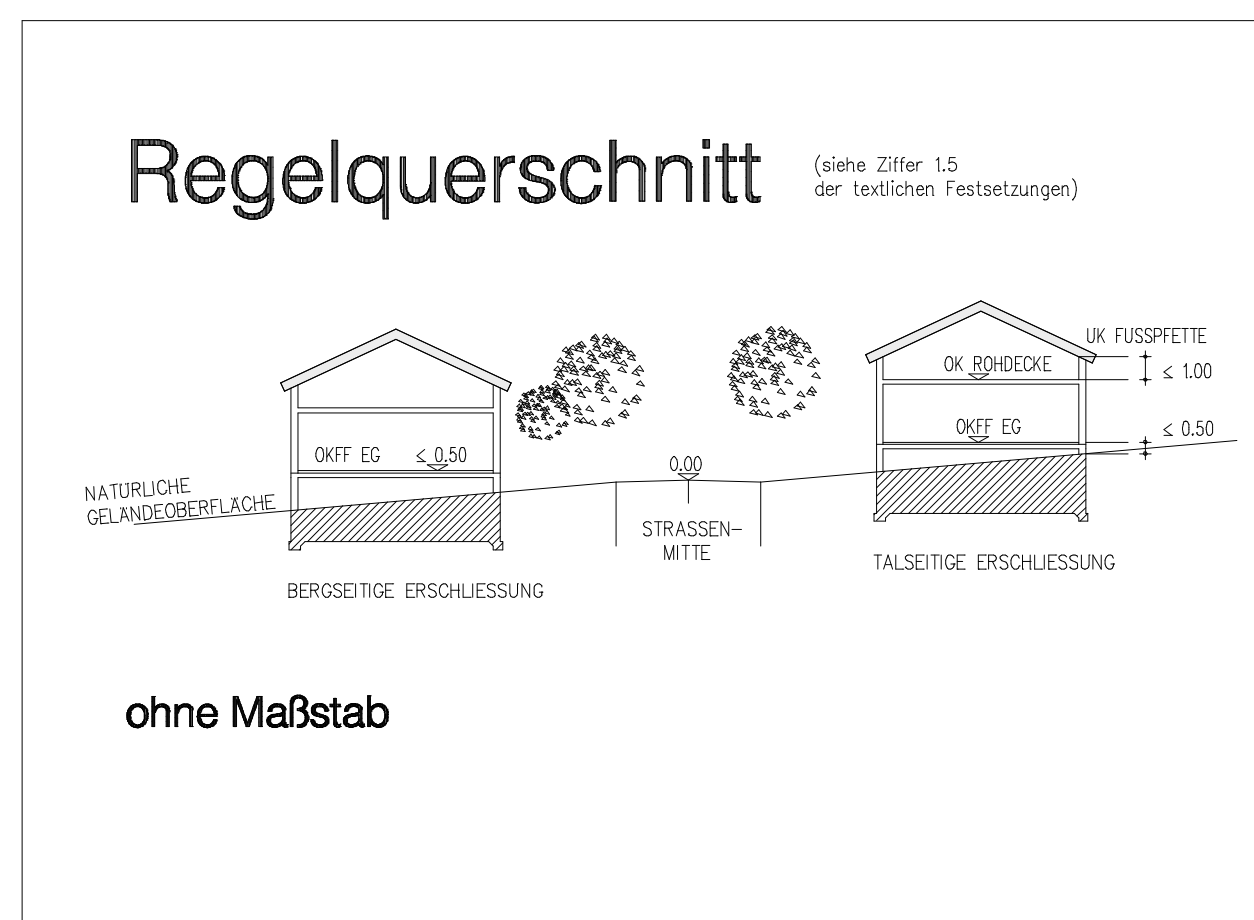 Regelquerschnitt
(siehe Ziffer 1.5
der textlichen Festsetzungen)
UK FUSSPFETTE
OK ROHDECKE
≤ 1.00
OKFF EG
≤ 0.50
OKFF EG ≤ 0.50
0.00
NATÜRLICHE
GELÄNDEOBERFLÄCHE
STRASSEN-
MITTE
TALSEITIGE ERSCHLIESSUNG
BERGSEITIGE ERSCHLIESSUNG
ohne Maßstab